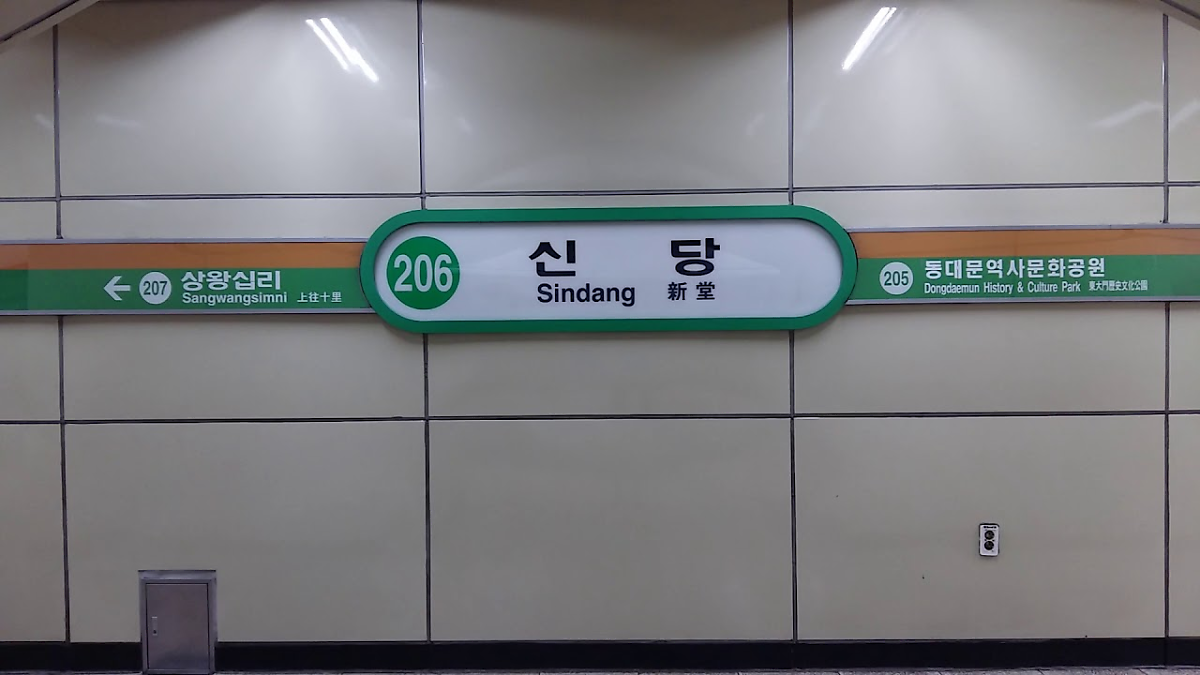 ← 207 상왕십리
Sangwangsimni 上往十里
206 신당
Sindang 新堂
205 동대문역사문화공원
Dongdaemun History & Culture Park 東大門歷史文化公園